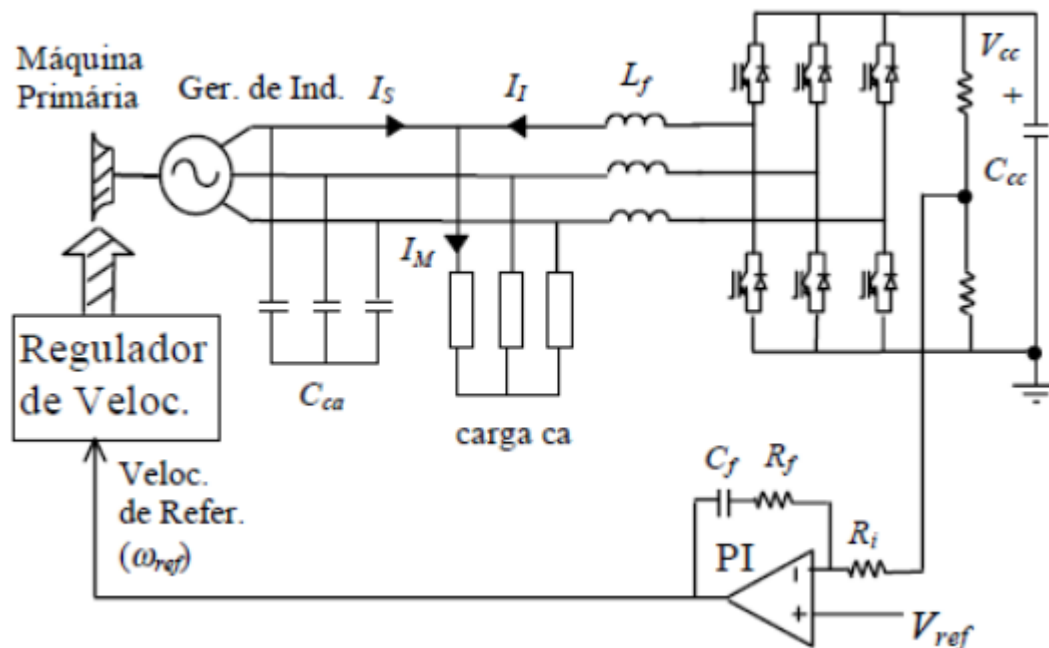 Máquina
Primária
Ger. de Ind.
I_S
I_I
L_f
V_cc
+
C_cc
I_M
C_ca
carga ca
Regulador
de Veloc.
Veloc.
de Refer.
(ω_ref)
C_f
R_f
R_i
PI
+
V_ref